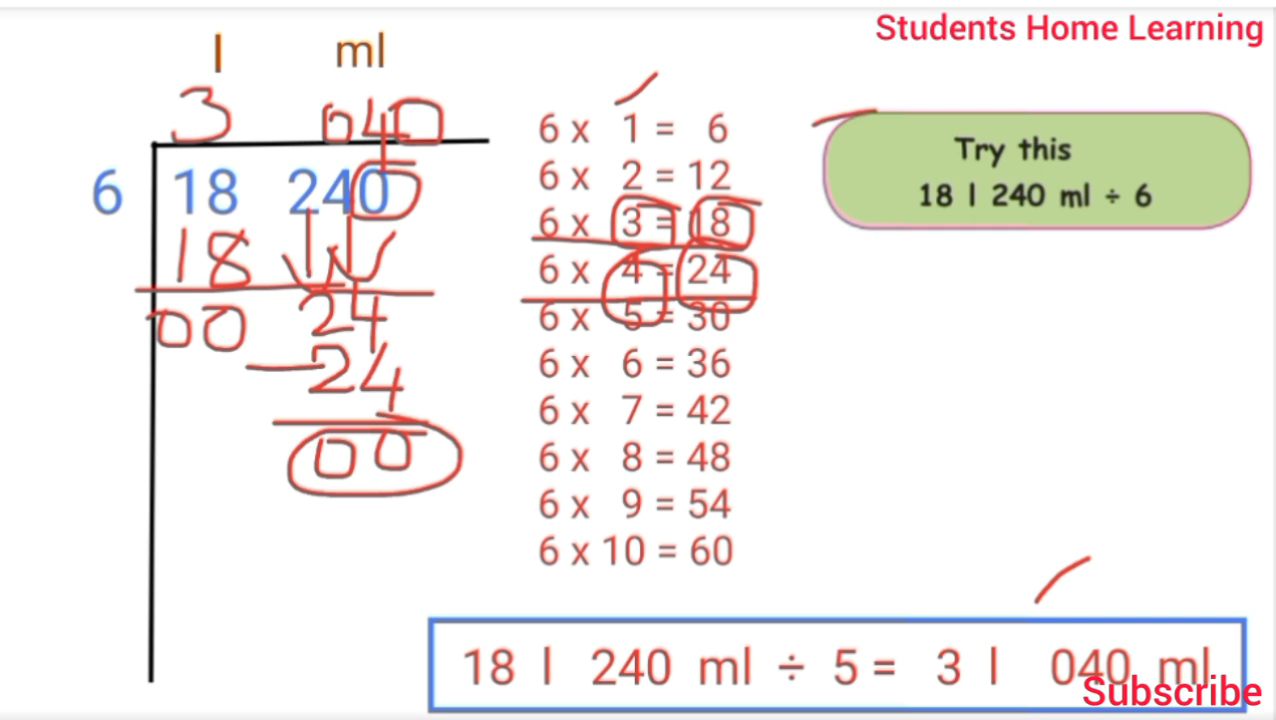 Students Home Learning
l ml
3 040
6 18 240
18
00 24
24
00
6 x 1 = 6
6 x 2 = 12
6 x 3 = 18
6 x 4 = 24
6 x 5 = 30
6 x 6 = 36
6 x 7 = 42
6 x 8 = 48
6 x 9 = 54
6 x 10 = 60
Try this
18 l 240 ml ÷ 6
18 l 240 ml ÷ 5 = 3 l 040 ml
Subscribe